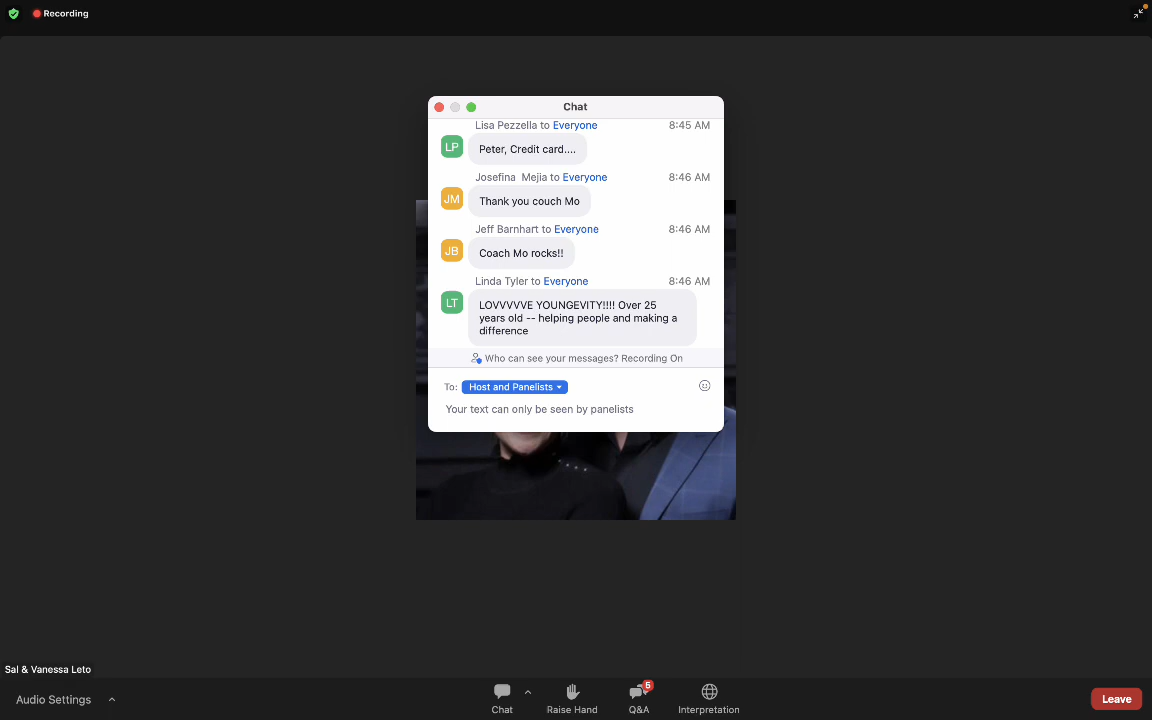 Recording
Chat
Lisa Pezzella to Everyone 8:45 AM
LP
Peter, Credit card....
Josefina Mejia to Everyone 8:46 AM
JM
Thank you couch Mo
Jeff Barnhart to Everyone 8:46 AM
JB
Coach Mo rocks!!
Linda Tyler to Everyone 8:46 AM
LT
LOVVVVVE YOUNGEVITY!!!! Over 25
years old -- helping people and making a
difference
Who can see your messages? Recording On
To: Host and Panelists
Your text can only be seen by panelists
Sal & Vanessa Leto
Audio Settings
Chat
Raise Hand
5
Q&A
Interpretation
Leave